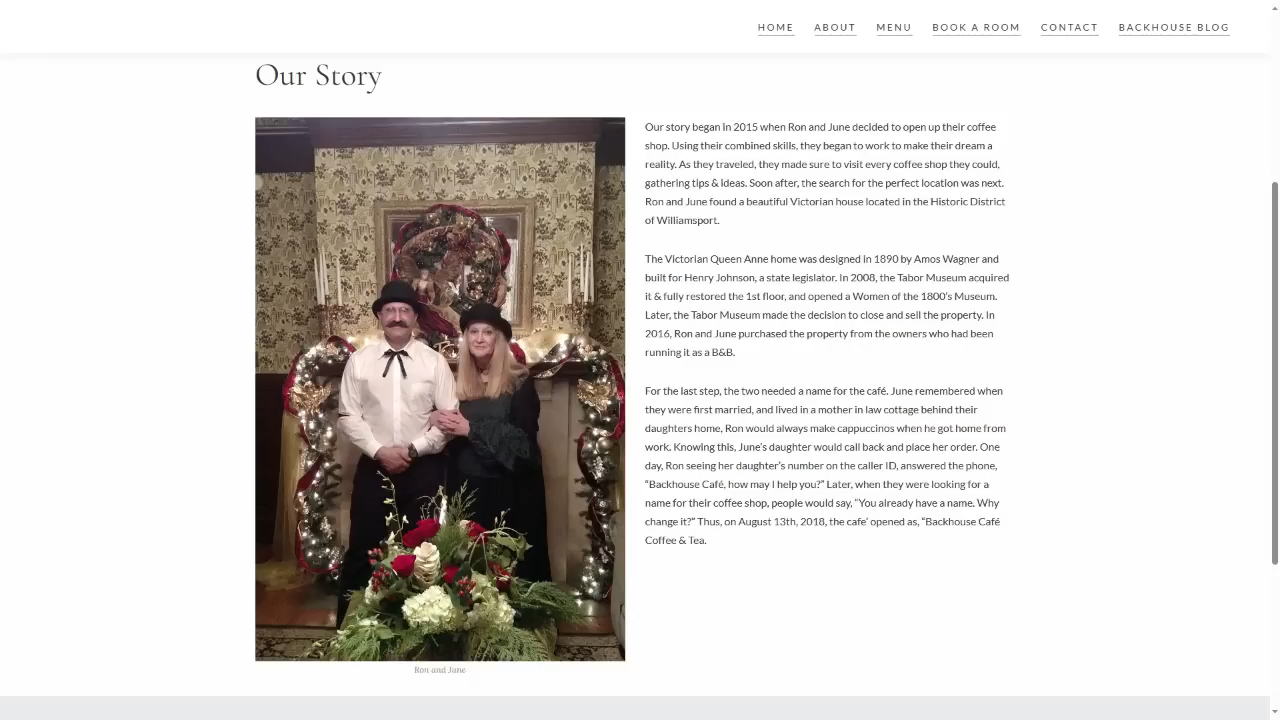 HOME ABOUT MENU BOOK A ROOM CONTACT BACKHOUSE BLOG
Our Story
Our story began in 2015 when Ron and June decided to open up their coffee
shop. Using their combined skills, they began to work to make their dream a
reality. As they traveled, they made sure to visit every coffee shop they could,
gathering tips & ideas. Soon after, the search for the perfect location was next.
Ron and June found a beautiful Victorian house located in the Historic District
of Williamsport.
The Victorian Queen Anne home was designed in 1890 by Amos Wagner and
built for Henry Johnson, a state legislator. In 2008, the Tabor Museum acquired
it & fully restored the 1st floor, and opened a Women of the 1800's Museum.
Later, the Tabor Museum made the decision to close and sell the property. In
2016, Ron and June purchased the property from the owners who had been
running it as a B&B.
For the last step, the two needed a name for the café. June remembered when
they were first married, and lived in a mother in law cottage behind their
daughters home, Ron would always make cappuccinos when he got home from
work. Knowing this, June's daughter would call back and place her order. One
day, Ron seeing her daughter's number on the caller ID, answered the phone,
“Backhouse Café, how may I help you?” Later, when they were looking for a
name for their coffee shop, people would say, “You already have a name. Why
change it?” Thus, on August 13th, 2018, the cafe' opened as, “Backhouse Café
Coffee & Tea.
Ron and June